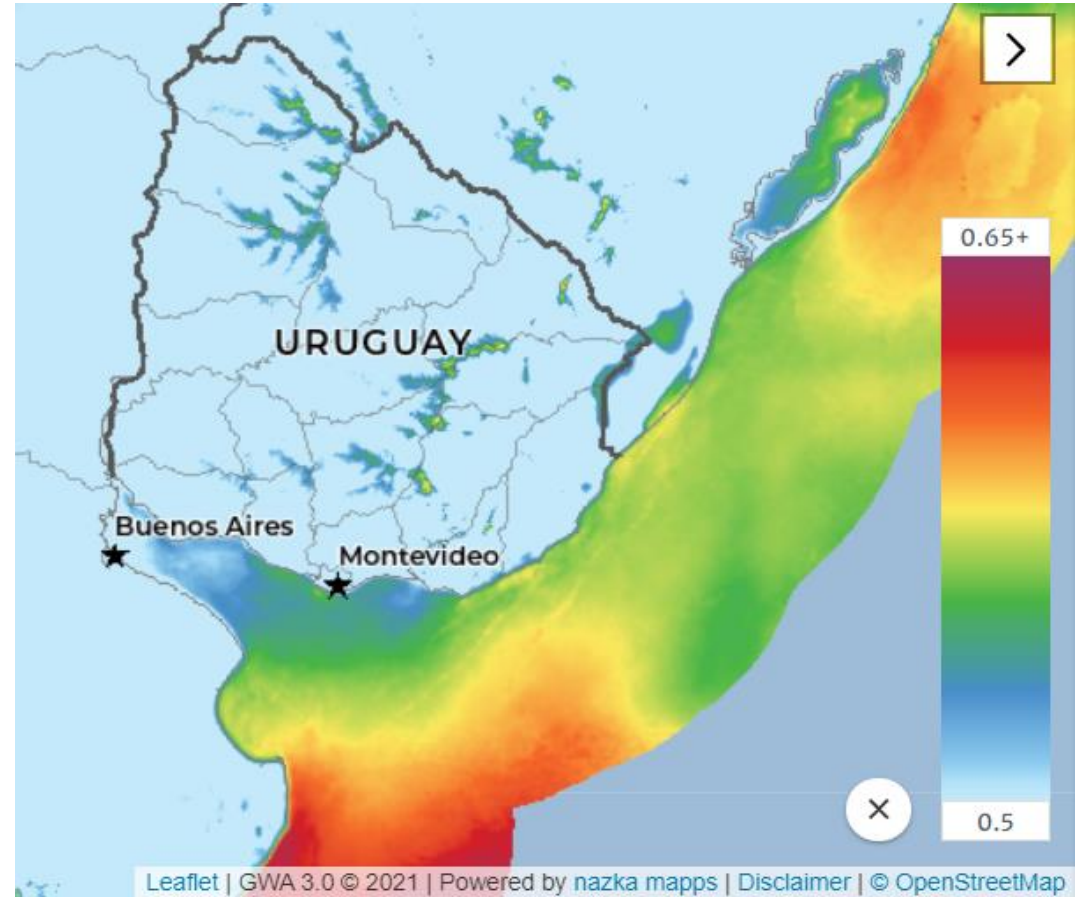 0.65+
URUGUAY
Buenos Aires
Montevideo
0.5
Leaflet | GWA 3.0 © 2021 | Powered by nazka mapps | Disclaimer | © OpenStreetMap